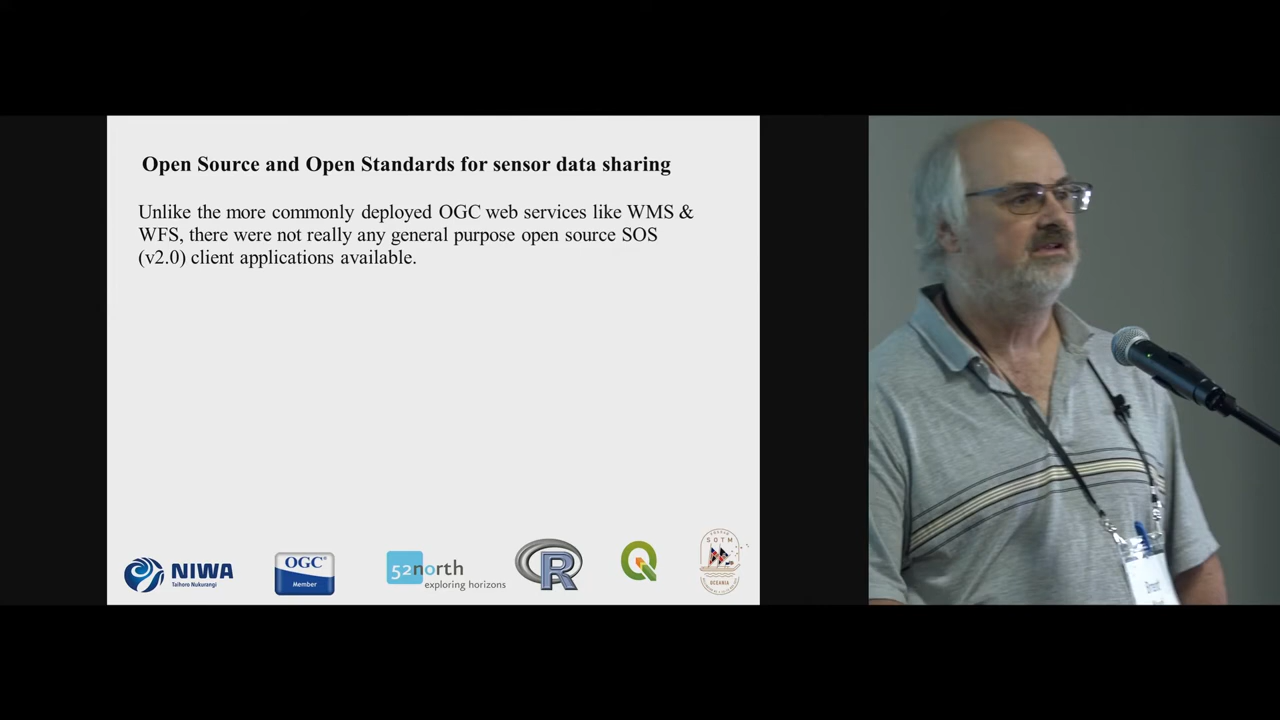 Open Source and Open Standards for sensor data sharing
Unlike the more commonly deployed OGC web services like WMS &
WFS, there were not really any general purpose open source SOS
(v2.0) client applications available.
NIWA
Taihoro Nukurangi
OGC®
Member
52north
exploring horizons
R
Q
SOTM
OCEANIA